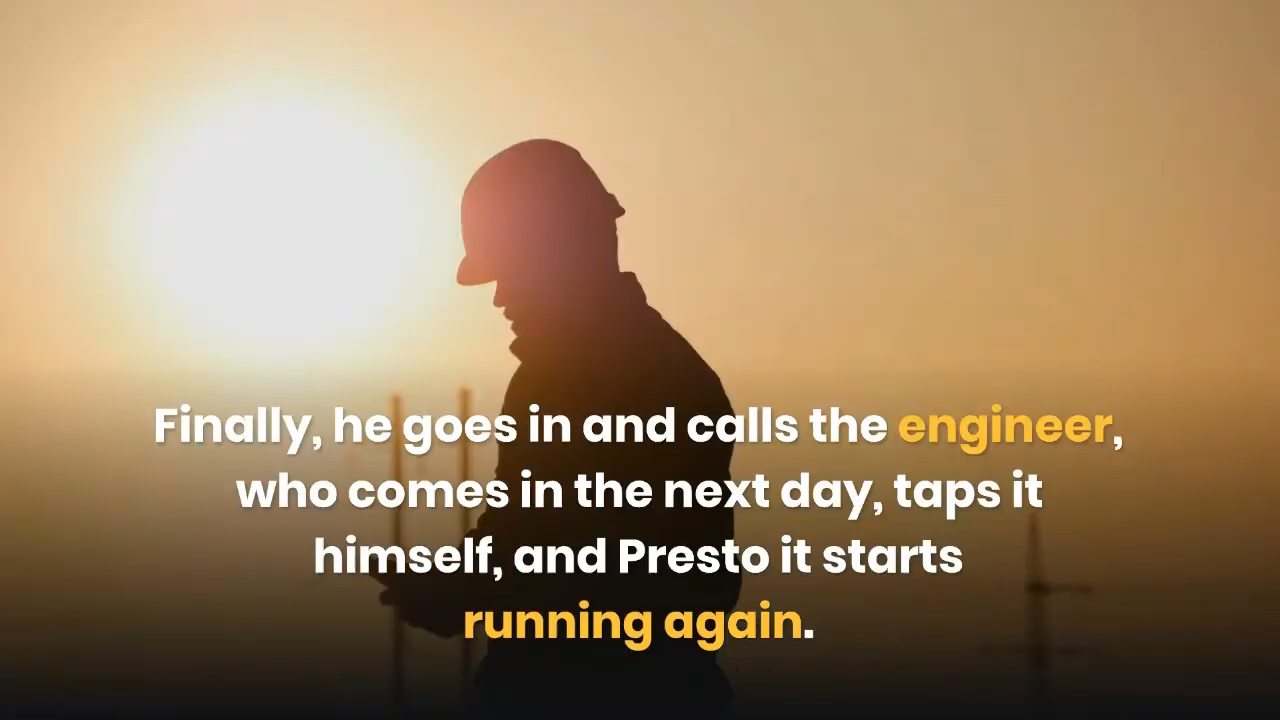 Finally, he goes in and calls the engineer,
who comes in the next day, taps it
himself, and Presto it starts
running again.